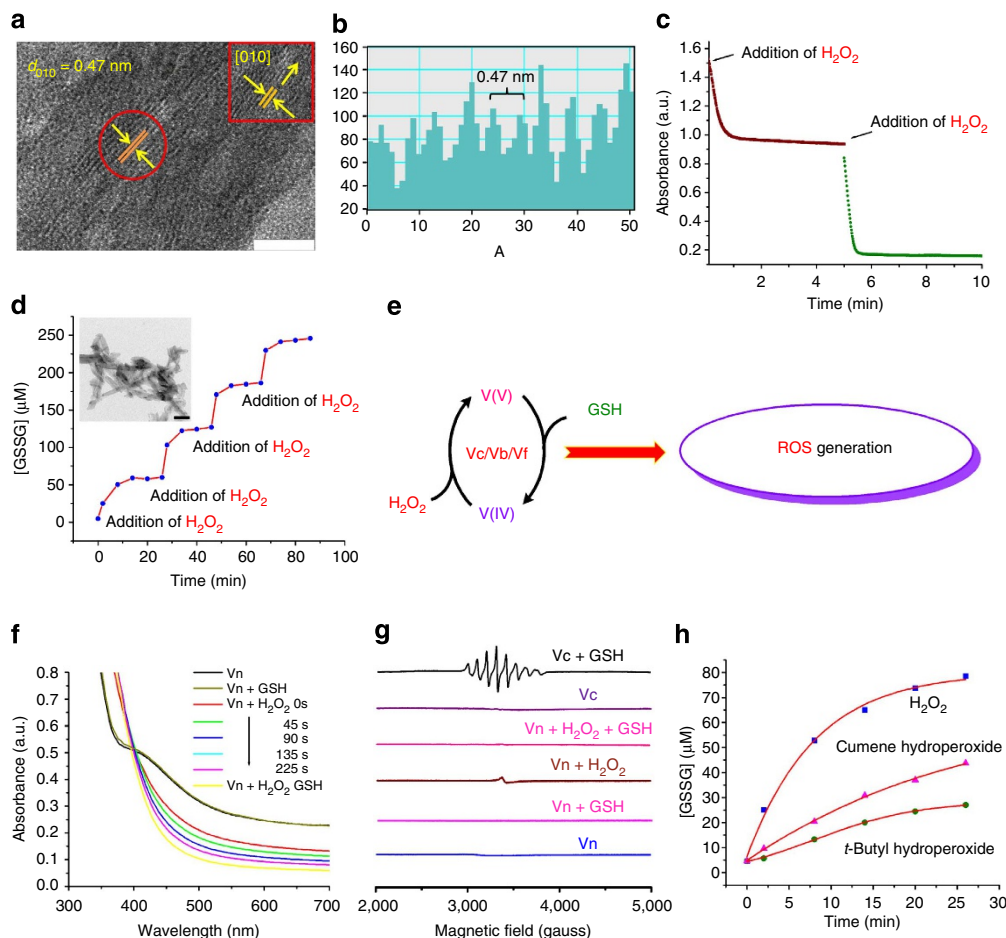 a
d010 = 0.47 nm
[010]
b
160
140
120
100
80
60
40
20
0.47 nm
0 10 20 30 40 50
A
c
Absorbance (a.u.)
1.6
1.4
1.2
1.0
0.8
0.6
0.4
0.2
Addition of H2O2
Addition of H2O2
2 4 6 8 10
Time (min)
d
[GSSG] (µM)
250
200
150
100
50
0
Addition of H2O2
Addition of H2O2
Addition of H2O2
Addition of H2O2
0 20 40 60 80 100
Time (min)
e
V(V)
GSH
Vc/Vb/Vf
H2O2
V(IV)
ROS generation
f
Absorbance (a.u.)
0.8
0.7
0.6
0.5
0.4
0.3
0.2
0.1
0.0
Vn
Vn + GSH
Vn + H2O2 0s
45 s
90 s
135 s
225 s
Vn + H2O2 GSH
300 400 500 600 700
Wavelength (nm)
g
Vc + GSH
Vc
Vn + H2O2 + GSH
Vn + H2O2
Vn + GSH
Vn
2,000 3,000 4,000 5,000
Magnetic field (gauss)
h
[GSSG] (µM)
80
70
60
50
40
30
20
10
0
H2O2
Cumene hydroperoxide
t-Butyl hydroperoxide
0 5 10 15 20 25 30
Time (min)